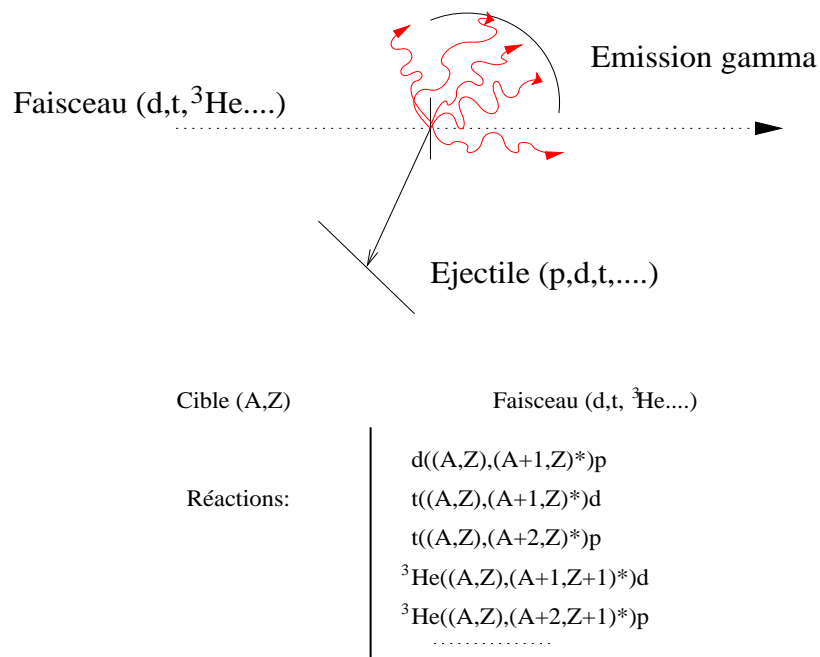 Emission gamma
Faisceau (d,t,³He....)
Ejectile (p,d,t,....)
Cible (A,Z) Faisceau (d,t, ³He....)
d((A,Z),(A+1,Z)*)p
Réactions: t((A,Z),(A+1,Z)*)d
t((A,Z),(A+2,Z)*)p
³He((A,Z),(A+1,Z+1)*)d
³He((A,Z),(A+2,Z+1)*)p
...............